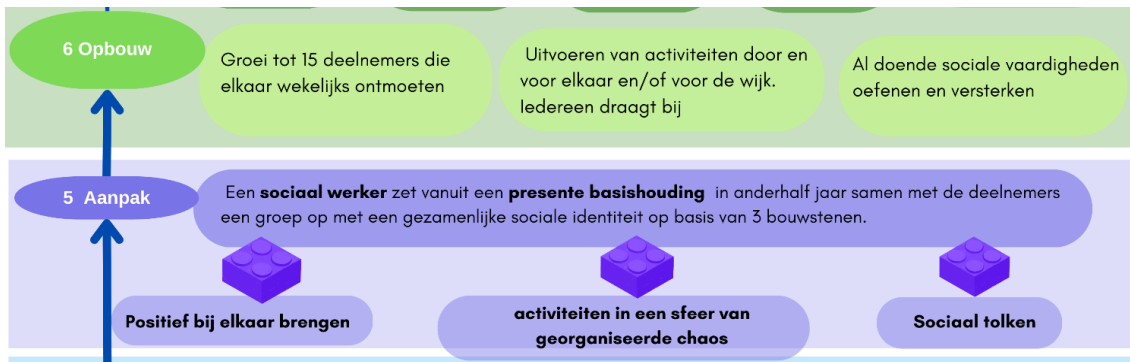 6 Opbouw
Groei tot 15 deelnemers die
elkaar wekelijks ontmoeten
Uitvoeren van activiteiten door en
voor elkaar en/of voor de wijk.
Iedereen draagt bij
Al doende sociale vaardigheden
oefenen en versterken
5 Aanpak
Een sociaal werker zet vanuit een presente basishouding in anderhalf jaar samen met de deelnemers
een groep op met een gezamenlijke sociale identiteit op basis van 3 bouwstenen.
Positief bij elkaar brengen
activiteiten in een sfeer van
georganiseerde chaos
Sociaal tolken